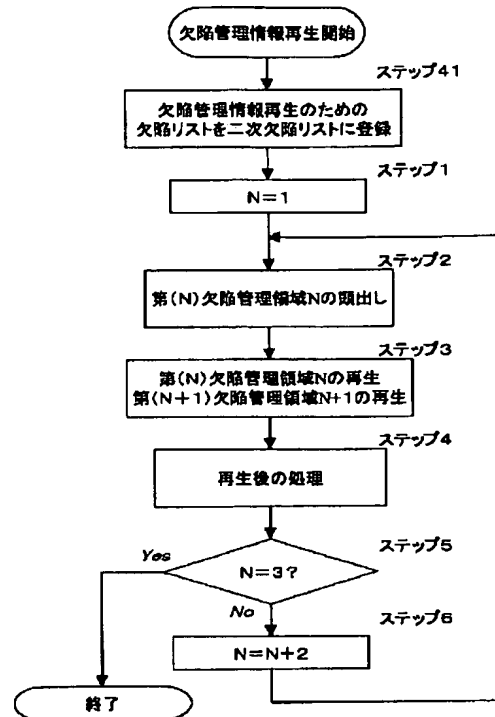 欠陥管理情報再生開始
ステップ41
欠陥管理情報再生のための
欠陥リストを二次欠陥リストに登録
ステップ1
N=1
ステップ2
第(N)欠陥管理領域Nの頭出し
ステップ3
第(N)欠陥管理領域Nの再生
第(N+1)欠陥管理領域N+1の再生
ステップ4
再生後の処理
ステップ5
Yes
N=3?
No
ステップ6
N=N+2
終了